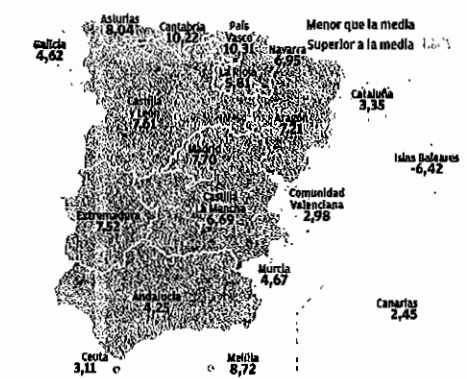 Asturias
8,04
Cantabria
10,22
País
Vasco
10,31
Navarra
6,95
Menor que la media
Superior a la media
Galicia
4,62
La Rioja
Cataluña
3,35
Castilla
León
7,61
Aragón
7,21
Madrid
7,70
Islas Baleares
-6,42
Castilla
La Mancha
6,69
Comunidad
Valenciana
2,98
Extremadura
7,52
Murcia
4,67
Andalucía
4,25
Canarias
2,45
Ceuta
3,11
Melilla
8,72